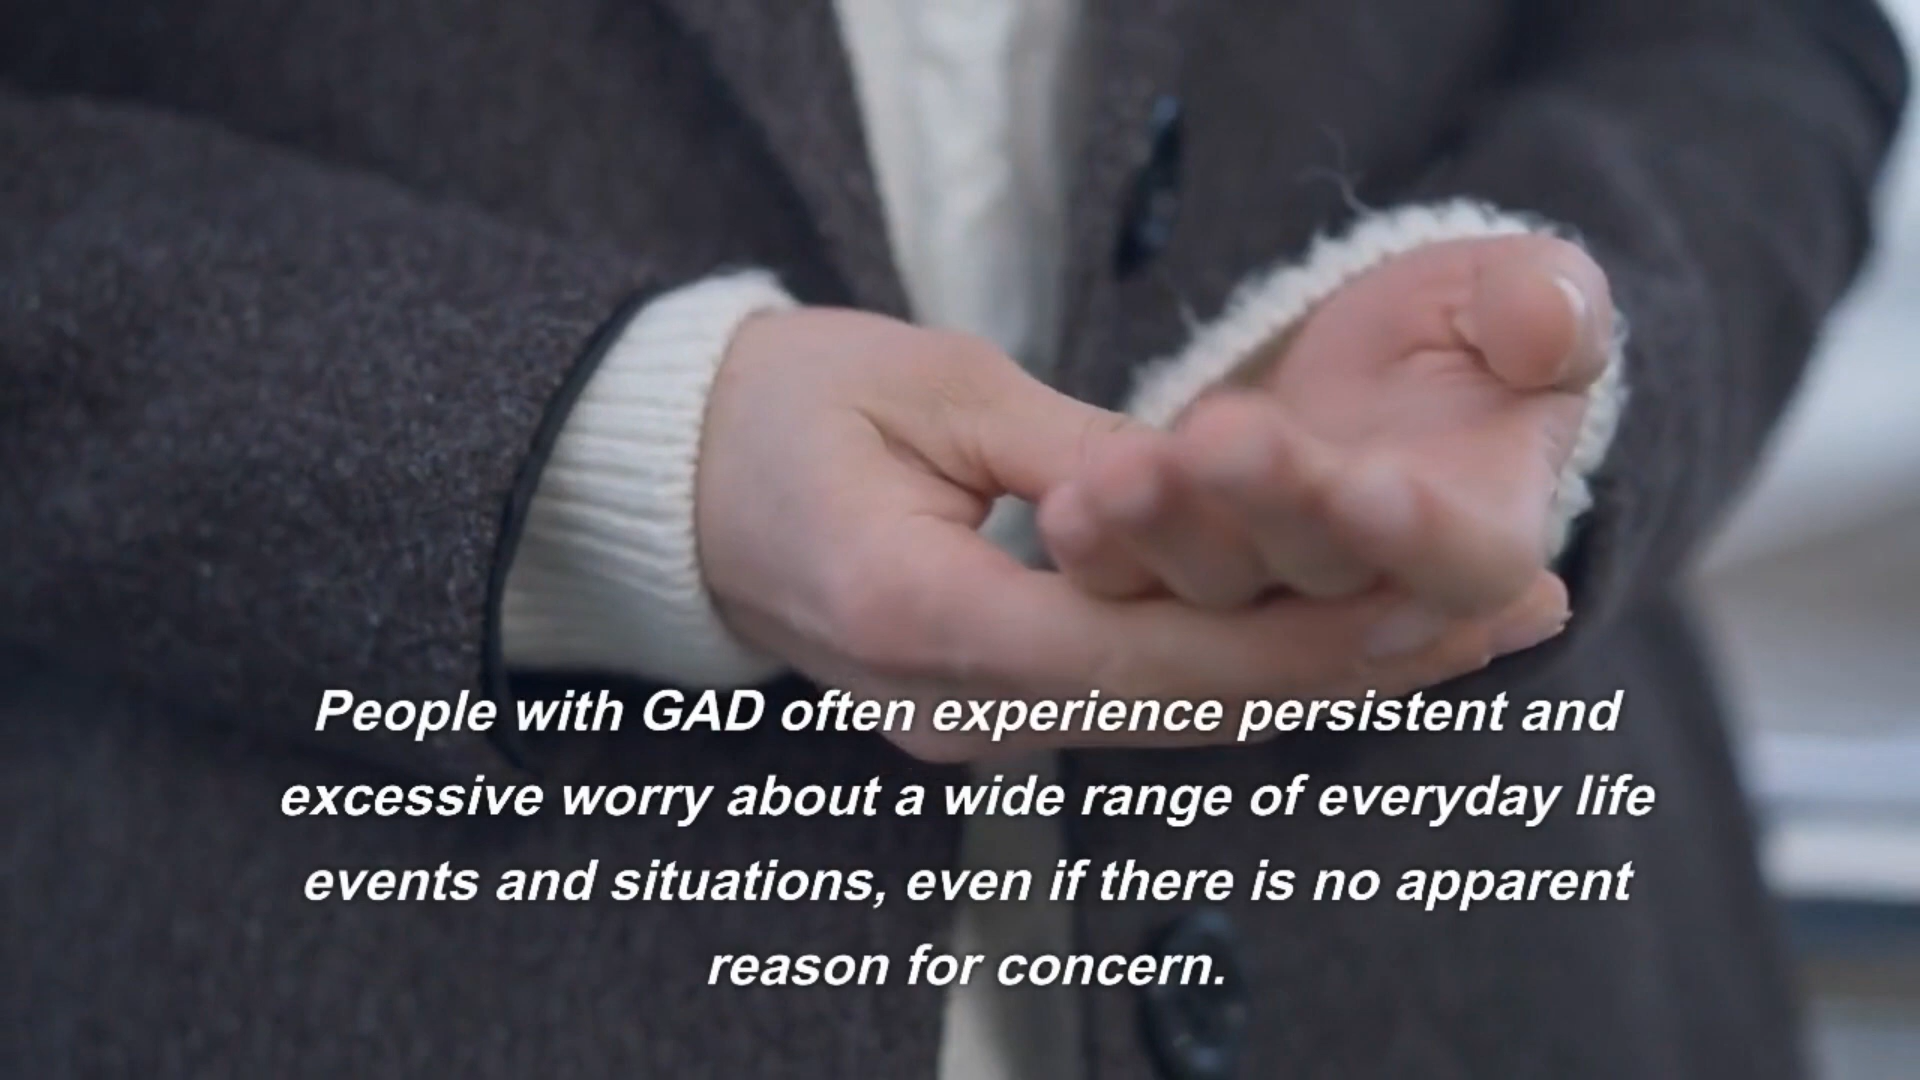 People with GAD often experience persistent and
excessive worry about a wide range of everyday life
events and situations, even if there is no apparent
reason for concern.